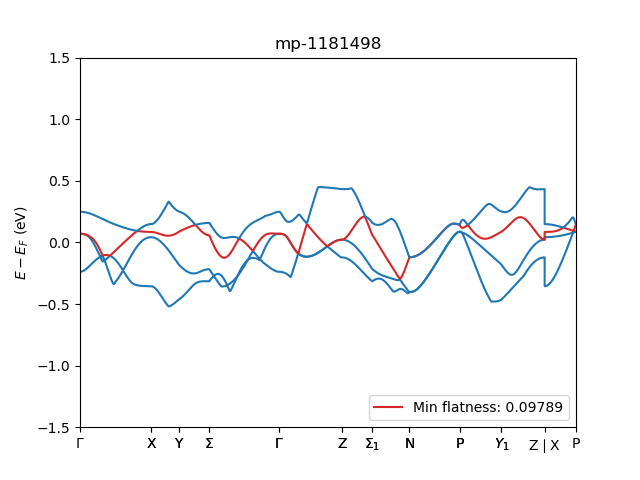 mp-1181498
E − E_F (eV)
1.5
1.0
0.5
0.0
−0.5
−1.0
−1.5
Min flatness: 0.09789
Γ X Y Σ Γ Z Σ₁ N P Y₁ Z | X P